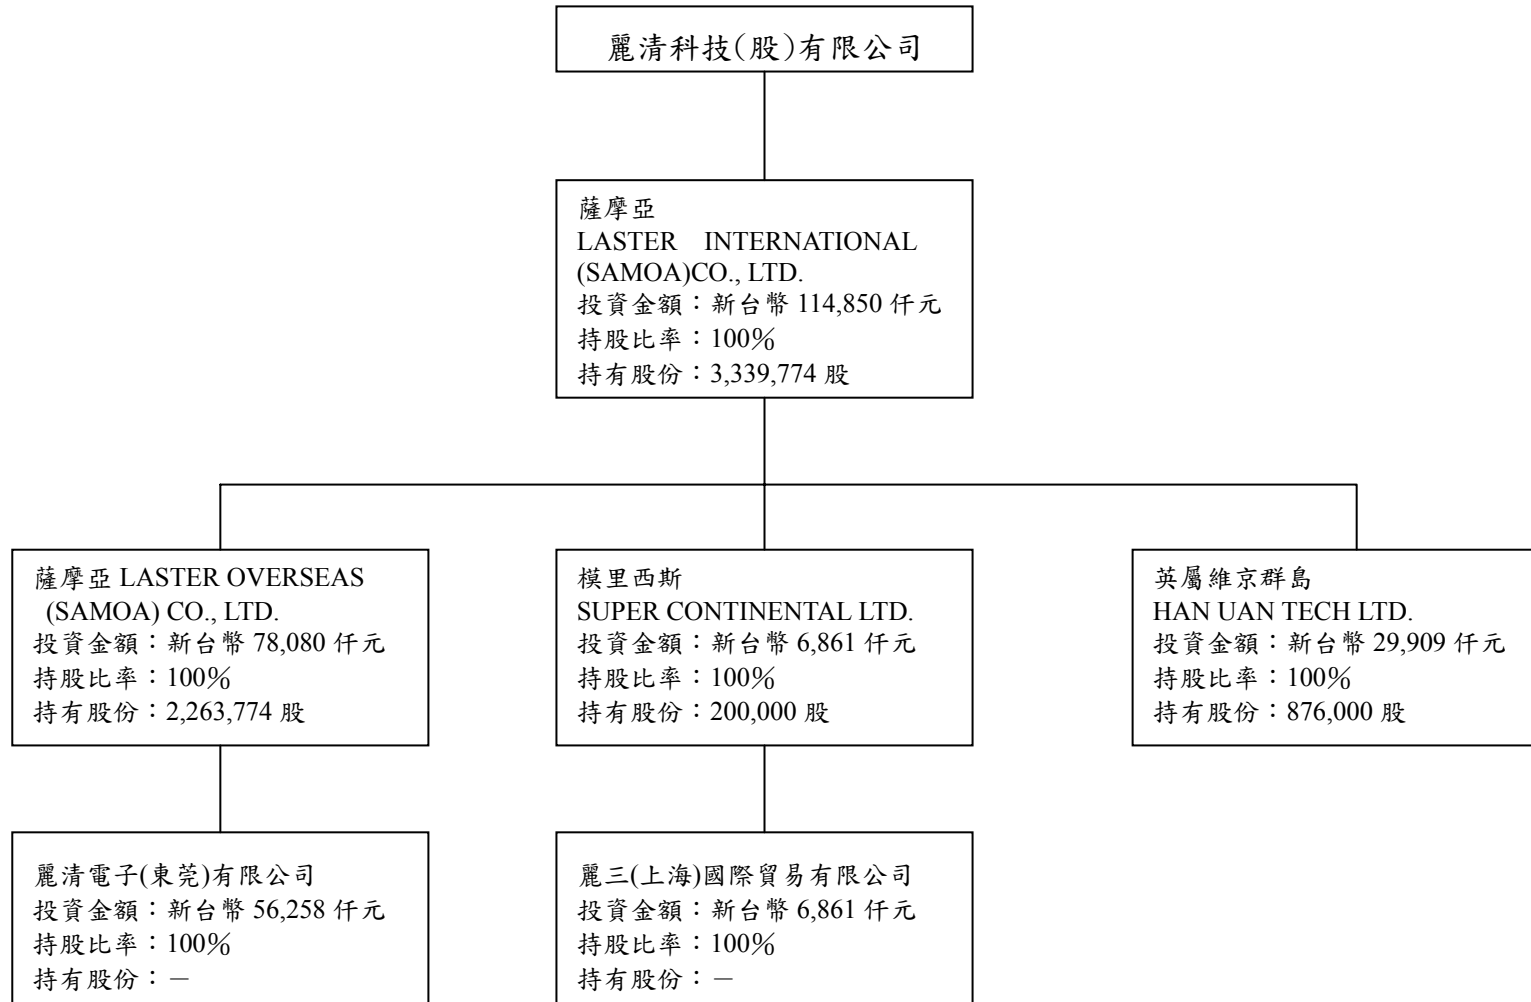 麗清科技(股)有限公司
薩摩亞
LASTER INTERNATIONAL
(SAMOA)CO., LTD.
投資金額：新台幣 114,850 仟元
持股比率：100%
持有股份：3,339,774 股
薩摩亞 LASTER OVERSEAS
(SAMOA) CO., LTD.
投資金額：新台幣 78,080 仟元
持股比率：100%
持有股份：2,263,774 股
模里西斯
SUPER CONTINENTAL LTD.
投資金額：新台幣 6,861 仟元
持股比率：100%
持有股份：200,000 股
英屬維京群島
HAN UAN TECH LTD.
投資金額：新台幣 29,909 仟元
持股比率：100%
持有股份：876,000 股
麗清電子(東莞)有限公司
投資金額：新台幣 56,258 仟元
持股比率：100%
持有股份：－
麗三(上海)國際貿易有限公司
投資金額：新台幣 6,861 仟元
持股比率：100%
持有股份：－